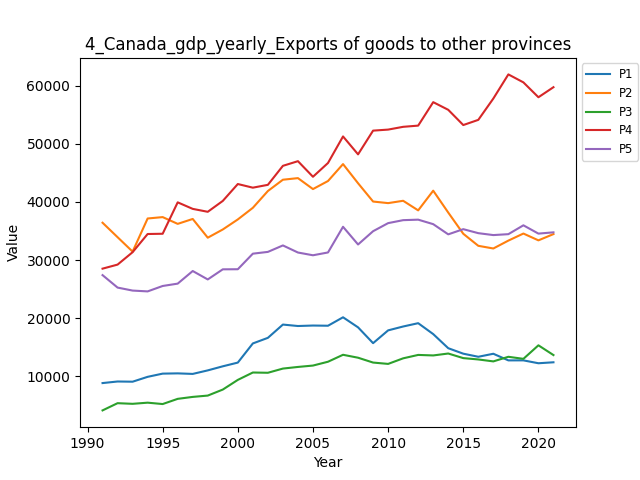 4_Canada_gdp_yearly_Exports of goods to other provinces
P1
P2
P3
P4
P5
60000
50000
40000
30000
20000
10000
Value
1990 1995 2000 2005 2010 2015 2020
Year